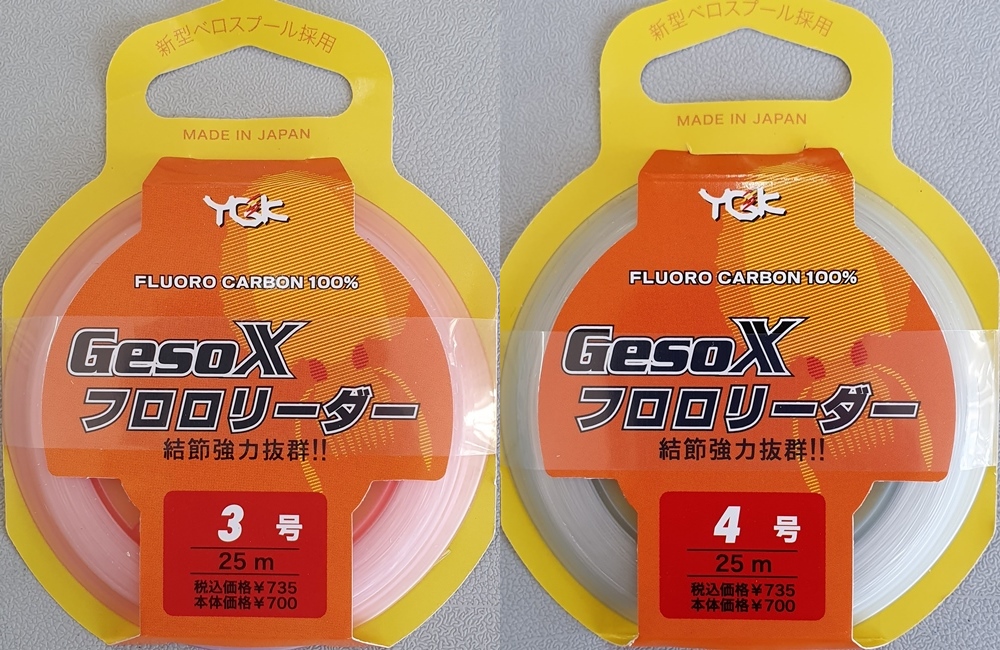 新型ベロスプール採用
MADE IN JAPAN
YGK
FLUORO CARBON 100%
GesoX
フロロリーダー
結節強力抜群!!
3号
25m
税込価格¥735
本体価格¥700
新型ベロスプール採用
MADE IN JAPAN
YGK
FLUORO CARBON 100%
GesoX
フロロリーダー
結節強力抜群!!
4号
25m
税込価格¥735
本体価格¥700